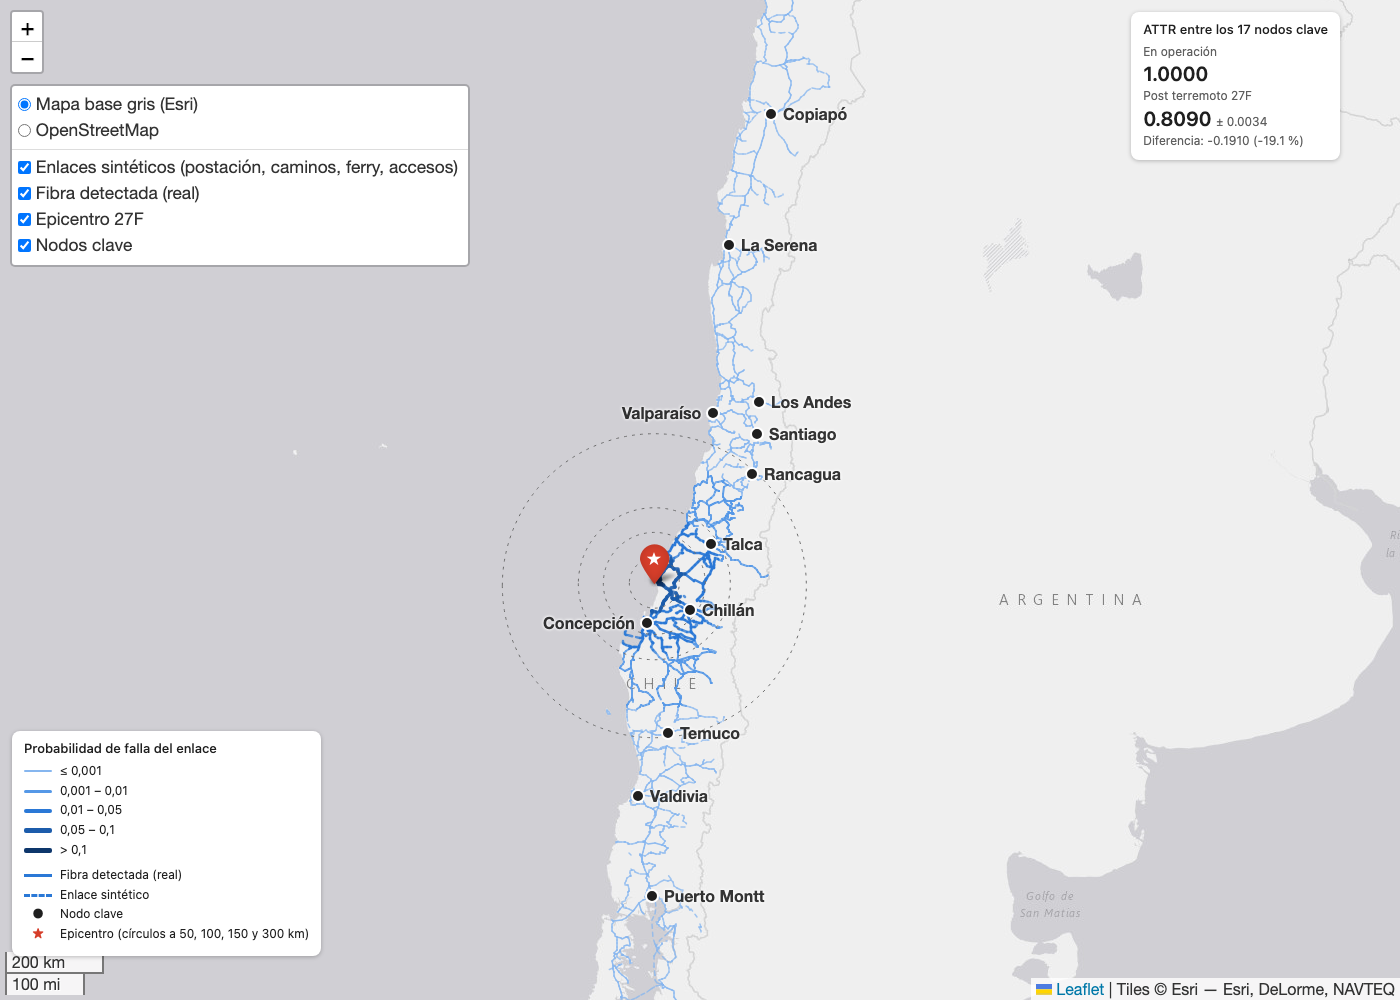 +
−
Mapa base gris (Esri)
OpenStreetMap
Enlaces sintéticos (postación, caminos, ferry, accesos)
Fibra detectada (real)
Epicentro 27F
Nodos clave
ATTR entre los 17 nodos clave
En operación
1.0000
Post terremoto 27F
0.8090 ± 0.0034
Diferencia: -0.1910 (-19.1 %)
Copiapó
La Serena
Los Andes
Valparaíso
Santiago
Rancagua
Talca
Chillán
Concepción
CHILE
Temuco
Valdivia
Puerto Montt
ARGENTINA
Golfo de
San Matias
la
Probabilidad de falla del enlace
≤ 0,001
0,001 – 0,01
0,01 – 0,05
0,05 – 0,1
> 0,1
Fibra detectada (real)
Enlace sintético
Nodo clave
Epicentro (círculos a 50, 100, 150 y 300 km)
200 km
100 mi
Leaflet | Tiles © Esri — Esri, DeLorme, NAVTEQ